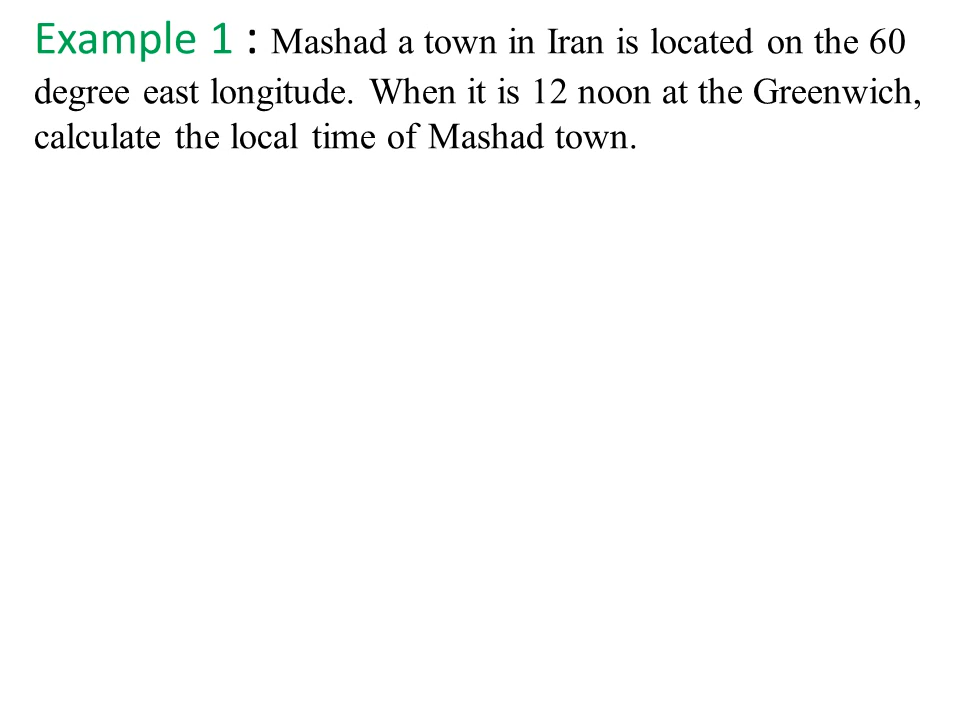 Example 1 : Mashad a town in Iran is located on the 60
degree east longitude. When it is 12 noon at the Greenwich,
calculate the local time of Mashad town.